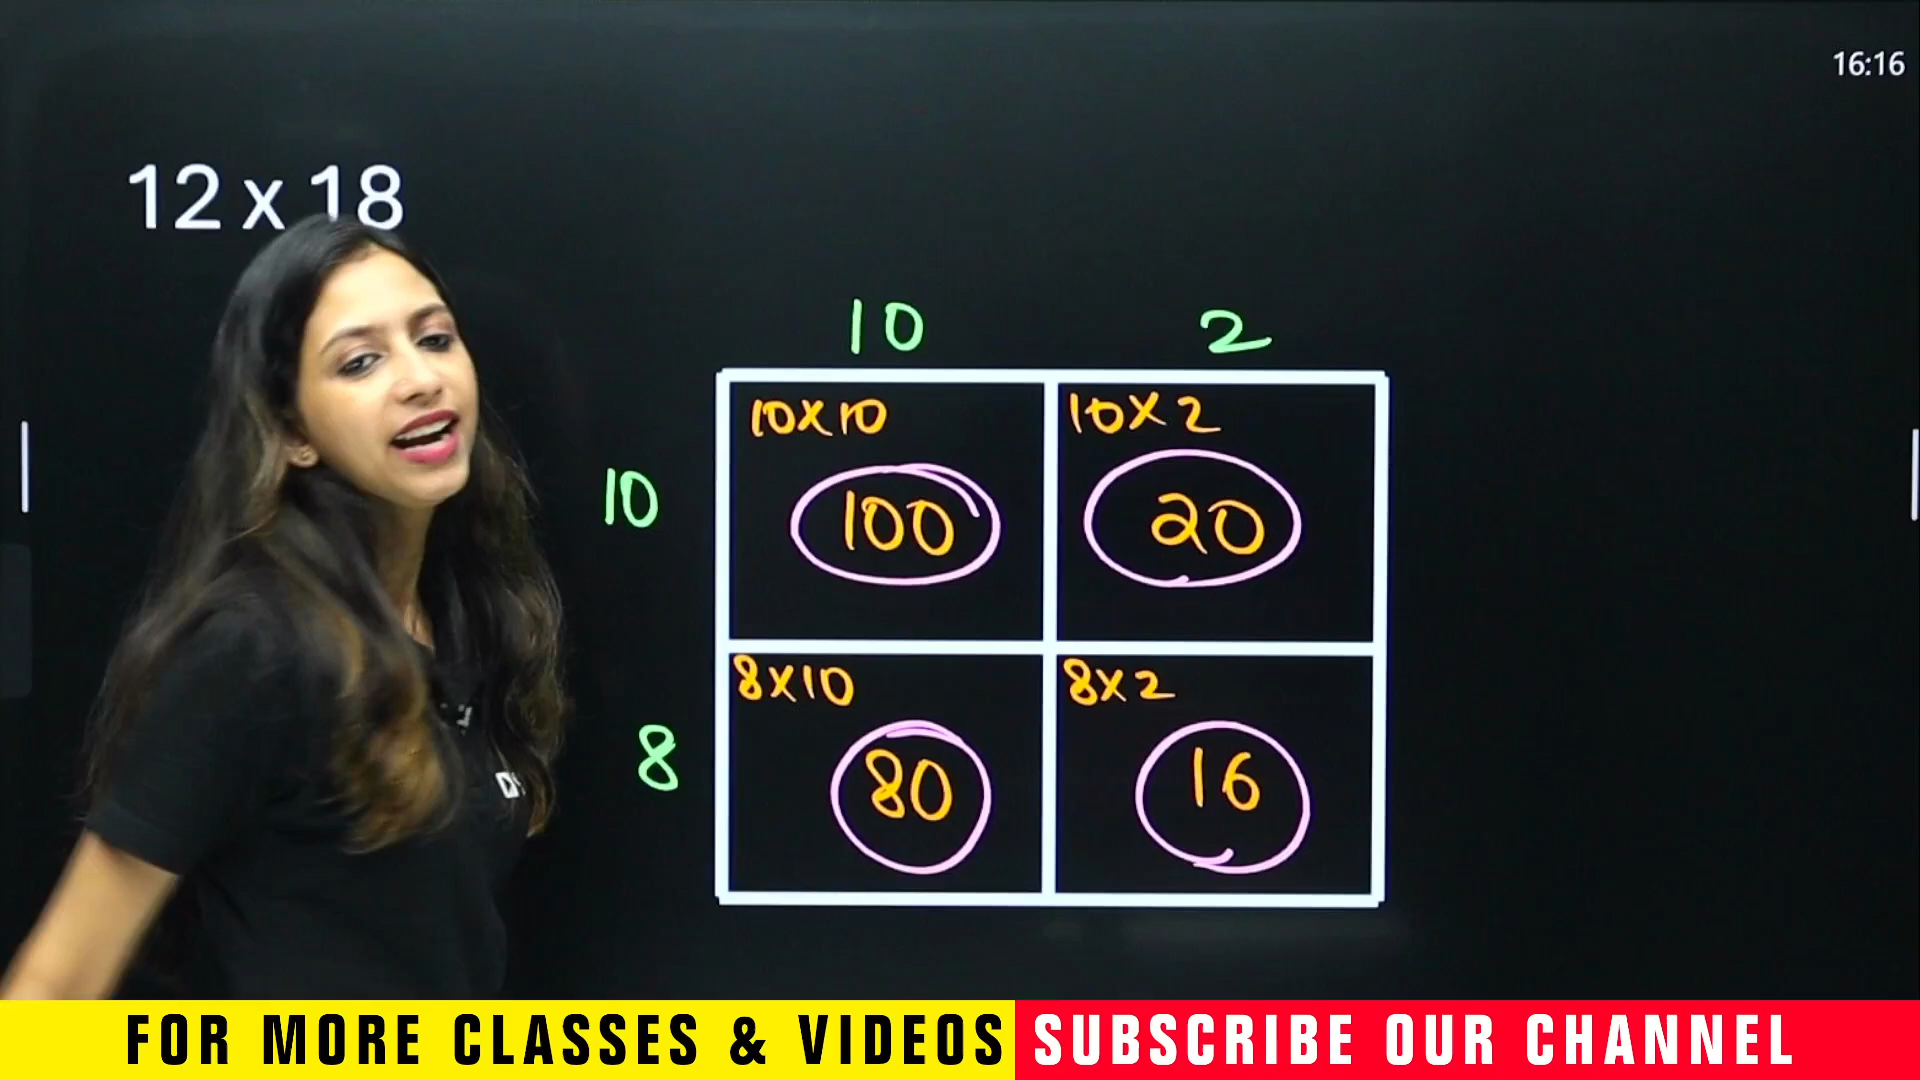 16:16
12 x 18
10 2
10x10 10x2
10 100 20
8x10 8x2
8 80 16
FOR MORE CLASSES & VIDEOS SUBSCRIBE OUR CHANNEL